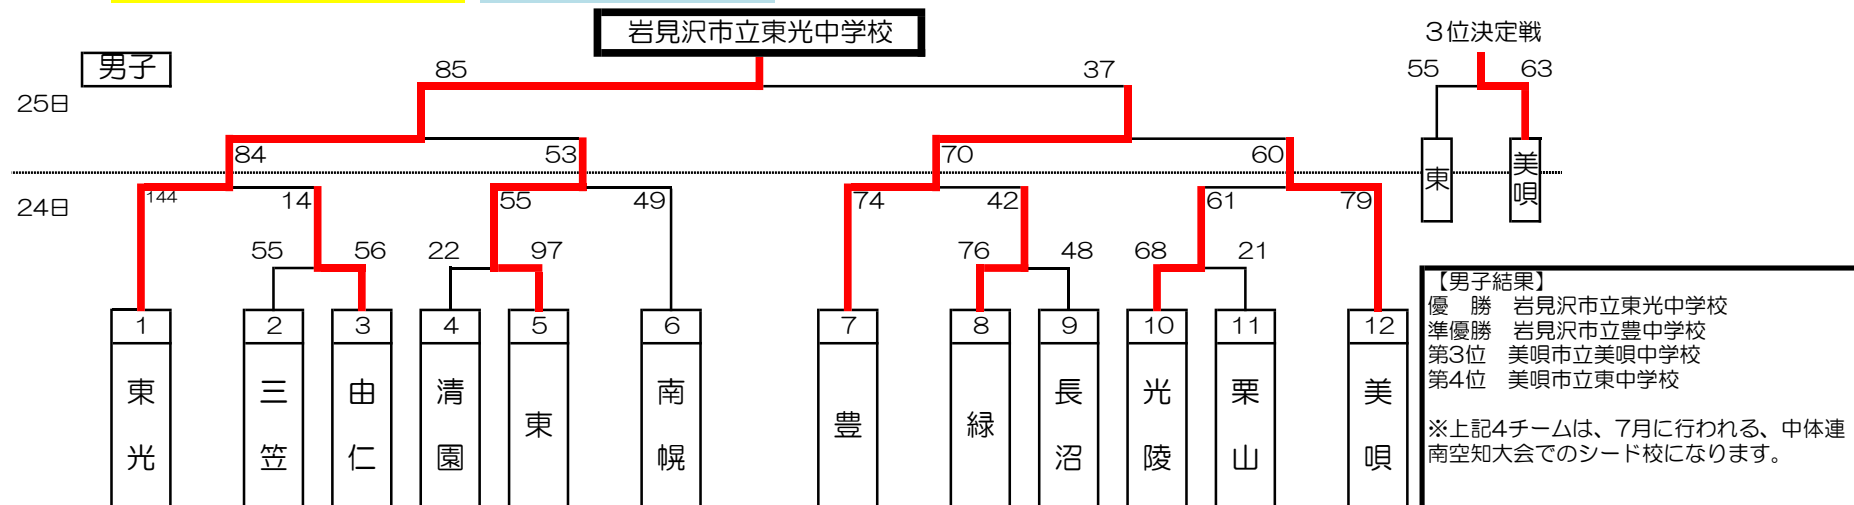 岩見沢市立東光中学校
3位決定戦
男子
85
37
55
63
25日
84
53
70
60
東
美唄
144
14
55
49
74
42
61
79
24日
55
56
22
97
76
48
68
21
1
2
3
4
5
6
7
8
9
10
11
12
東光
三笠
由仁
清園
東
南幌
豊
緑
長沼
光陵
栗山
美唄
【男子結果】
優　勝　岩見沢市立東光中学校
準優勝　岩見沢市立豊中学校
第3位　美唄市立美唄中学校
第4位　美唄市立東中学校
※上記4チームは、7月に行われる、中体連
南空知大会でのシード校になります。